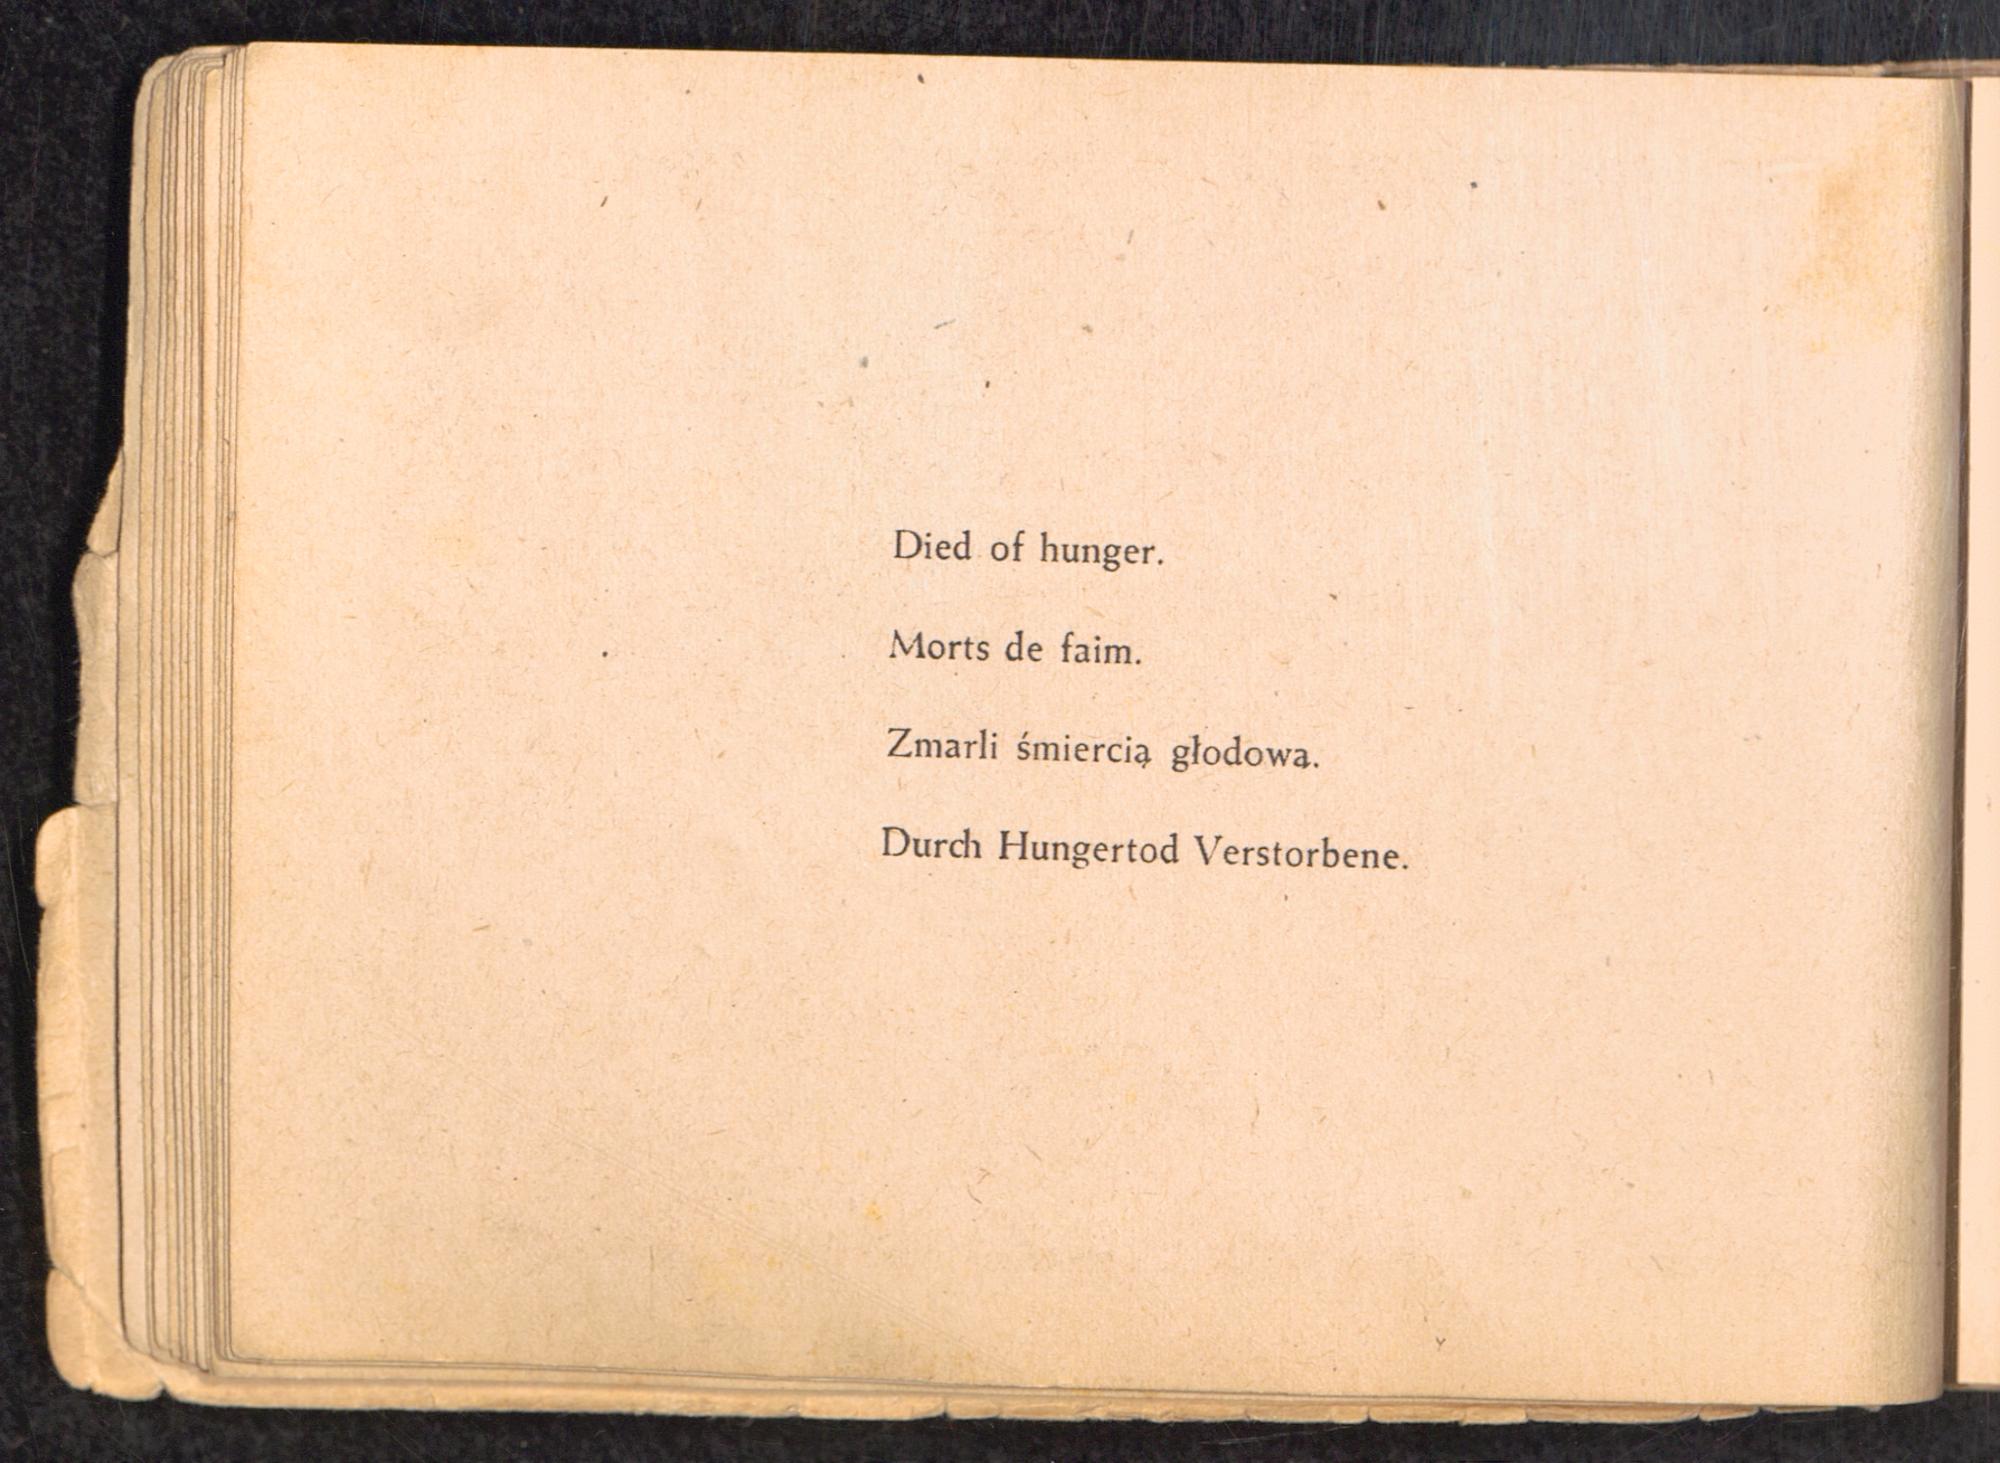 Died of hunger.
Morts de faim.
Zmarli śmiercią głodową.
Durch Hungertod Verstorbene.